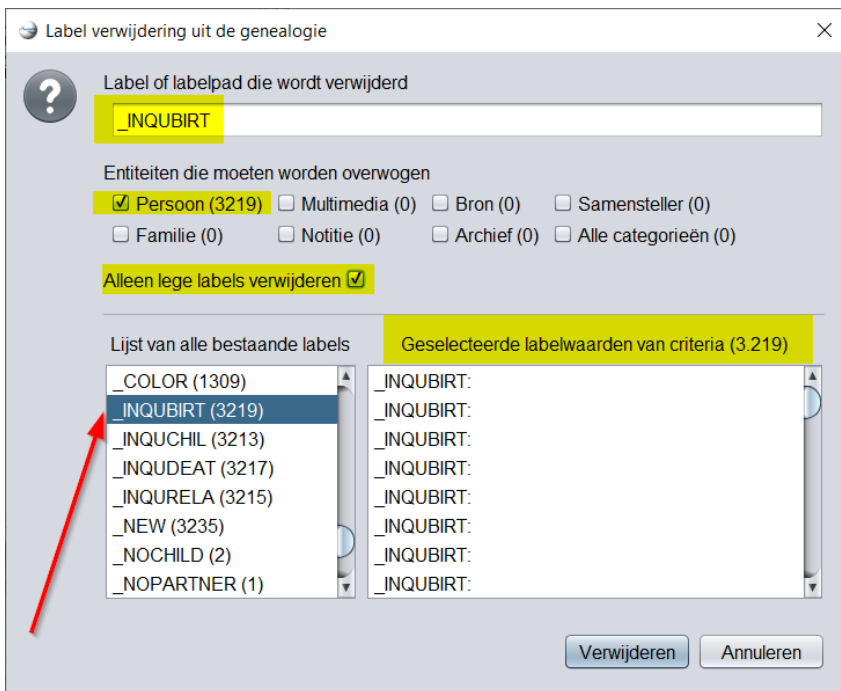 Label verwijdering uit de genealogie
Label of labelpad die wordt verwijderd
_INQUBIRT
Entiteiten die moeten worden overwogen
Persoon (3219) Multimedia (0) Bron (0) Samensteller (0)
Familie (0) Notitie (0) Archief (0) Alle categorieën (0)
Alleen lege labels verwijderen
Lijst van alle bestaande labels
_COLOR (1309)
_INQUBIRT (3219)
_INQUCHIL (3213)
_INQUDEAT (3217)
_INQURELA (3215)
_NEW (3235)
_NOCHILD (2)
_NOPARTNER (1)
Geselecteerde labelwaarden van criteria (3.219)
_INQUBIRT:
_INQUBIRT:
_INQUBIRT:
_INQUBIRT:
_INQUBIRT:
_INQUBIRT:
_INQUBIRT:
_INQUBIRT:
Verwijderen Annuleren